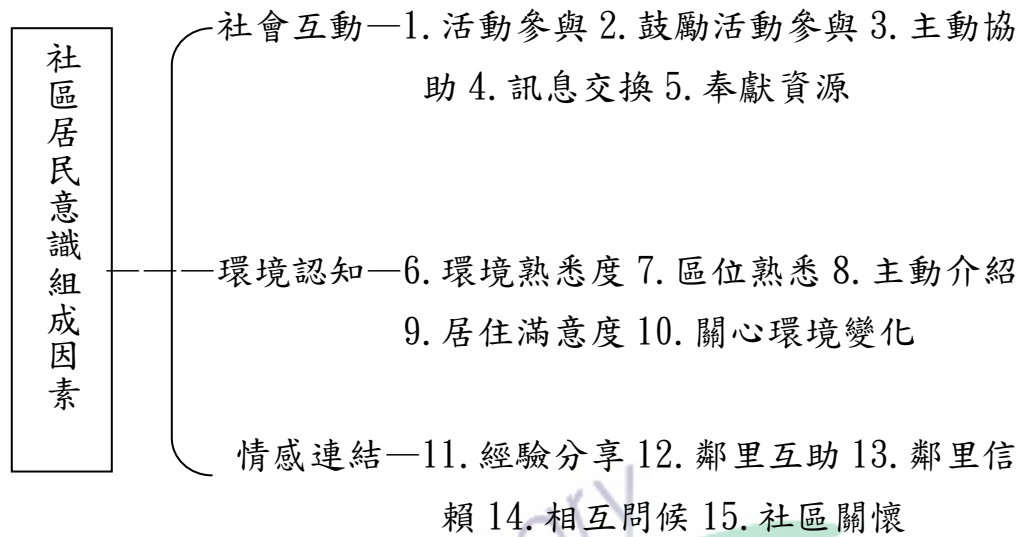 社區居民意識組成因素
社會互動—1.活動參與 2.鼓勵活動參與 3.主動協
助 4.訊息交換 5.奉獻資源
環境認知—6.環境熟悉度 7.區位熟悉 8.主動介紹
9.居住滿意度 10.關心環境變化
情感連結—11.經驗分享 12.鄰里互助 13.鄰里信
賴 14.相互問候 15.社區關懷